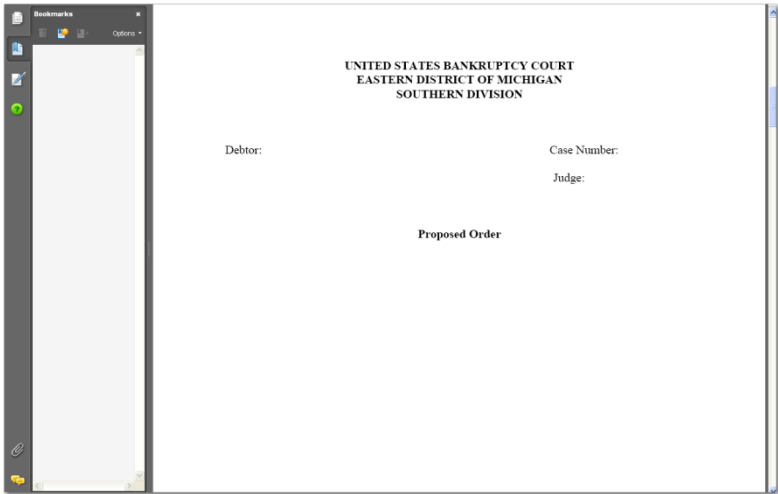 Bookmarks
Options
UNITED STATES BANKRUPTCY COURT
EASTERN DISTRICT OF MICHIGAN
SOUTHERN DIVISION
Debtor: Case Number:
Judge:
Proposed Order